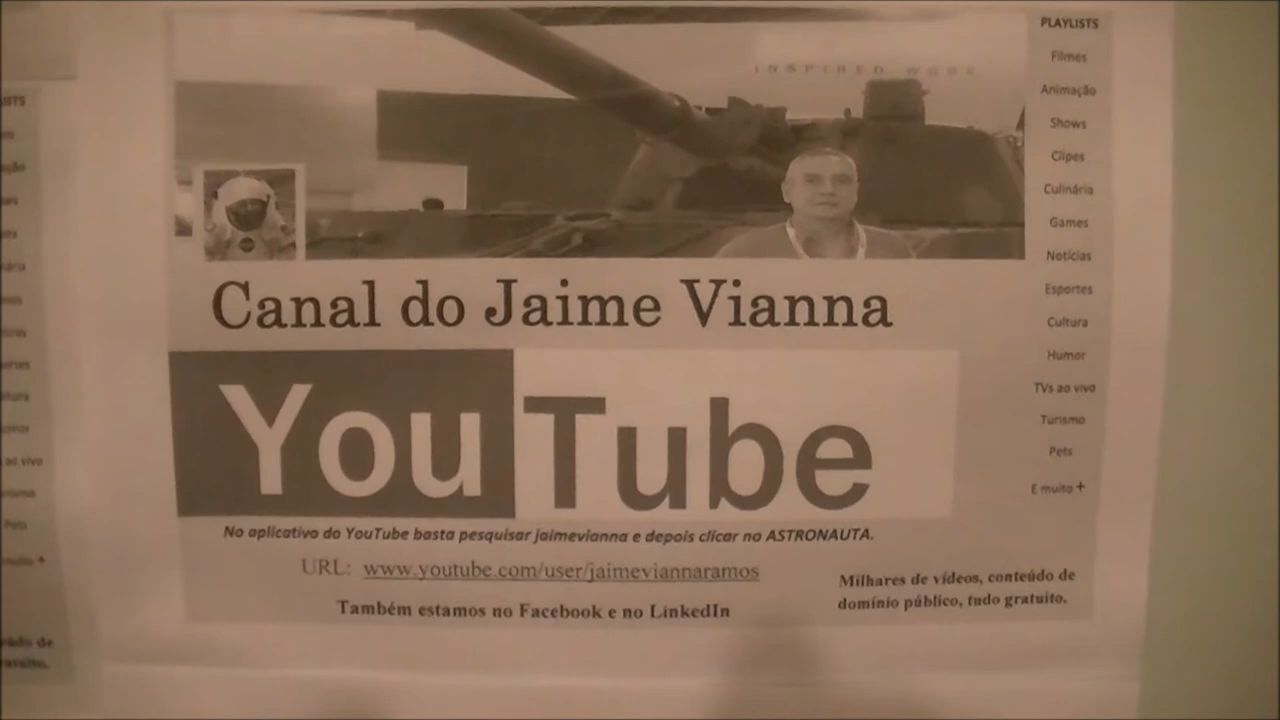 INSPIRED WORK
Canal do Jaime Vianna
YouTube
No aplicativo do YouTube basta pesquisar jaimevianna e depois clicar no ASTRONAUTA.
URL: www.youtube.com/user/jaimeviannaramos
Também estamos no Facebook e no LinkedIn
Milhares de vídeos, conteúdo de
domínio público, tudo gratuito.
PLAYLISTS
Filmes
Animação
Shows
Clipes
Culinária
Games
Notícias
Esportes
Cultura
Humor
TVs ao vivo
Turismo
Pets
E muito +